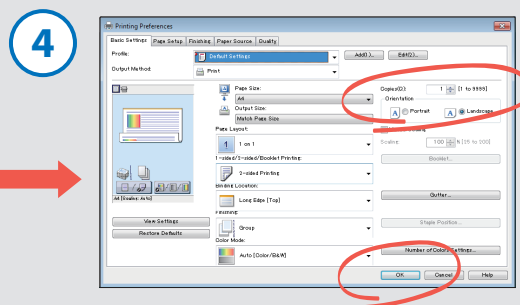 4
Printing Preferences
Basic Settings Page Setup Finishing Paper Source Quality
Profile: Default Settings Add(1)... Edit(2)...
Output Method: Print
Page Size:
A4
Copies(Q): 1 [1 to 9999]
Output Size:
Match Page Size
Orientation
A Portrait A Landscape
Page Layout:
1 1 on 1
Scaling: 100 % [25 to 200]
1-sided/2-sided/Booklet Printing:
2-sided Printing
Booklet...
Binding Location:
Long Edge [Top]
Gutter...
A4 [Scaling: Auto]
Finishing:
Group
Staple Position...
View Settings
Restore Defaults
Color Mode:
Auto [Color/B&W]
Number of Colors Settings...
OK Cancel Help